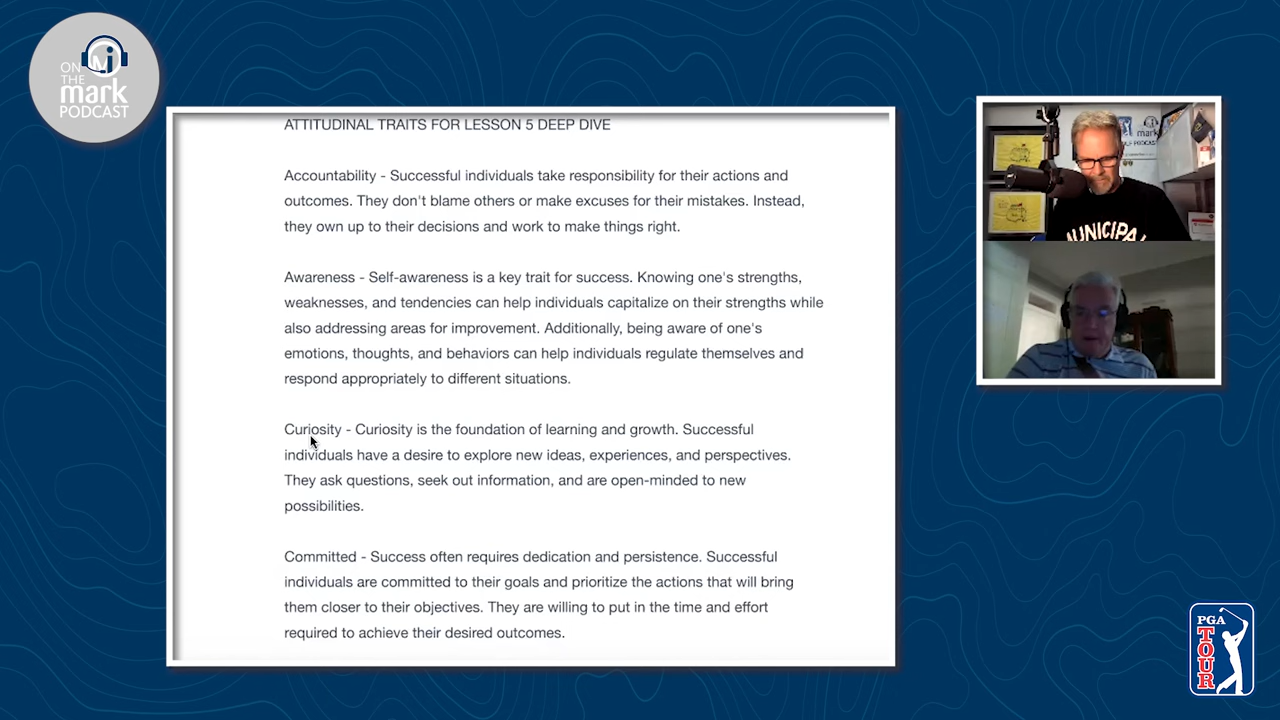 ON
THE
mark
PODCAST
ATTITUDINAL TRAITS FOR LESSON 5 DEEP DIVE
Accountability - Successful individuals take responsibility for their actions and
outcomes. They don't blame others or make excuses for their mistakes. Instead,
they own up to their decisions and work to make things right.
Awareness - Self-awareness is a key trait for success. Knowing one's strengths,
weaknesses, and tendencies can help individuals capitalize on their strengths while
also addressing areas for improvement. Additionally, being aware of one's
emotions, thoughts, and behaviors can help individuals regulate themselves and
respond appropriately to different situations.
Curiosity - Curiosity is the foundation of learning and growth. Successful
individuals have a desire to explore new ideas, experiences, and perspectives.
They ask questions, seek out information, and are open-minded to new
possibilities.
Committed - Success often requires dedication and persistence. Successful
individuals are committed to their goals and prioritize the actions that will bring
them closer to their objectives. They are willing to put in the time and effort
required to achieve their desired outcomes.
mark
PODCAST
MUNICIPAL
PGA
TOUR